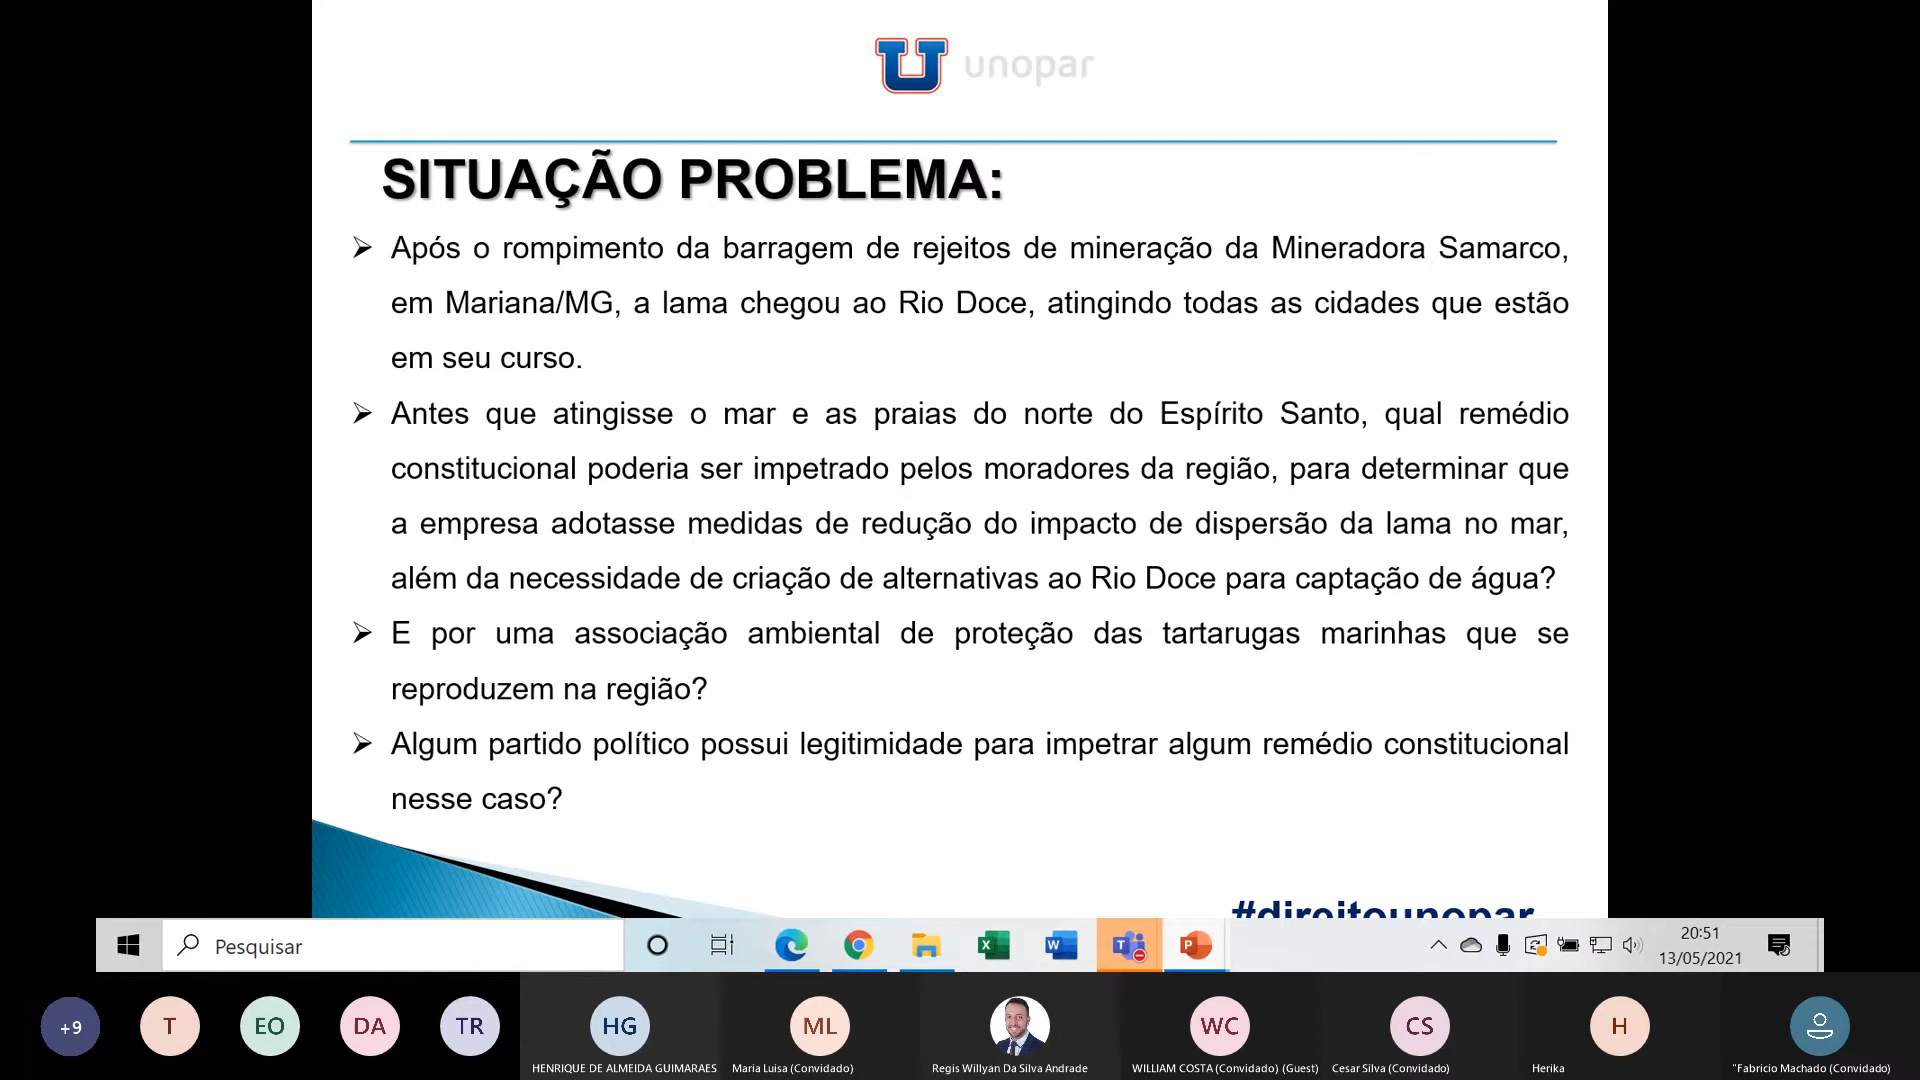 unopar
SITUAÇÃO PROBLEMA:
Após o rompimento da barragem de rejeitos de mineração da Mineradora Samarco,
em Mariana/MG, a lama chegou ao Rio Doce, atingindo todas as cidades que estão
em seu curso.
Antes que atingisse o mar e as praias do norte do Espírito Santo, qual remédio
constitucional poderia ser impetrado pelos moradores da região, para determinar que
a empresa adotasse medidas de redução do impacto de dispersão da lama no mar,
além da necessidade de criação de alternativas ao Rio Doce para captação de água?
E por uma associação ambiental de proteção das tartarugas marinhas que se
reproduzem na região?
Algum partido político possui legitimidade para impetrar algum remédio constitucional
nesse caso?
#direitounopar
Pesquisar
20:51
13/05/2021
+9 T EO DA TR HG ML WC CS H
HENRIQUE DE ALMEIDA GUIMARAES Maria Luisa (Convidado) Regis Willyan Da Silva Andrade WILLIAM COSTA (Convidado) (Guest) Cesar Silva (Convidado) Herika "Fabricio Machado (Convidado)